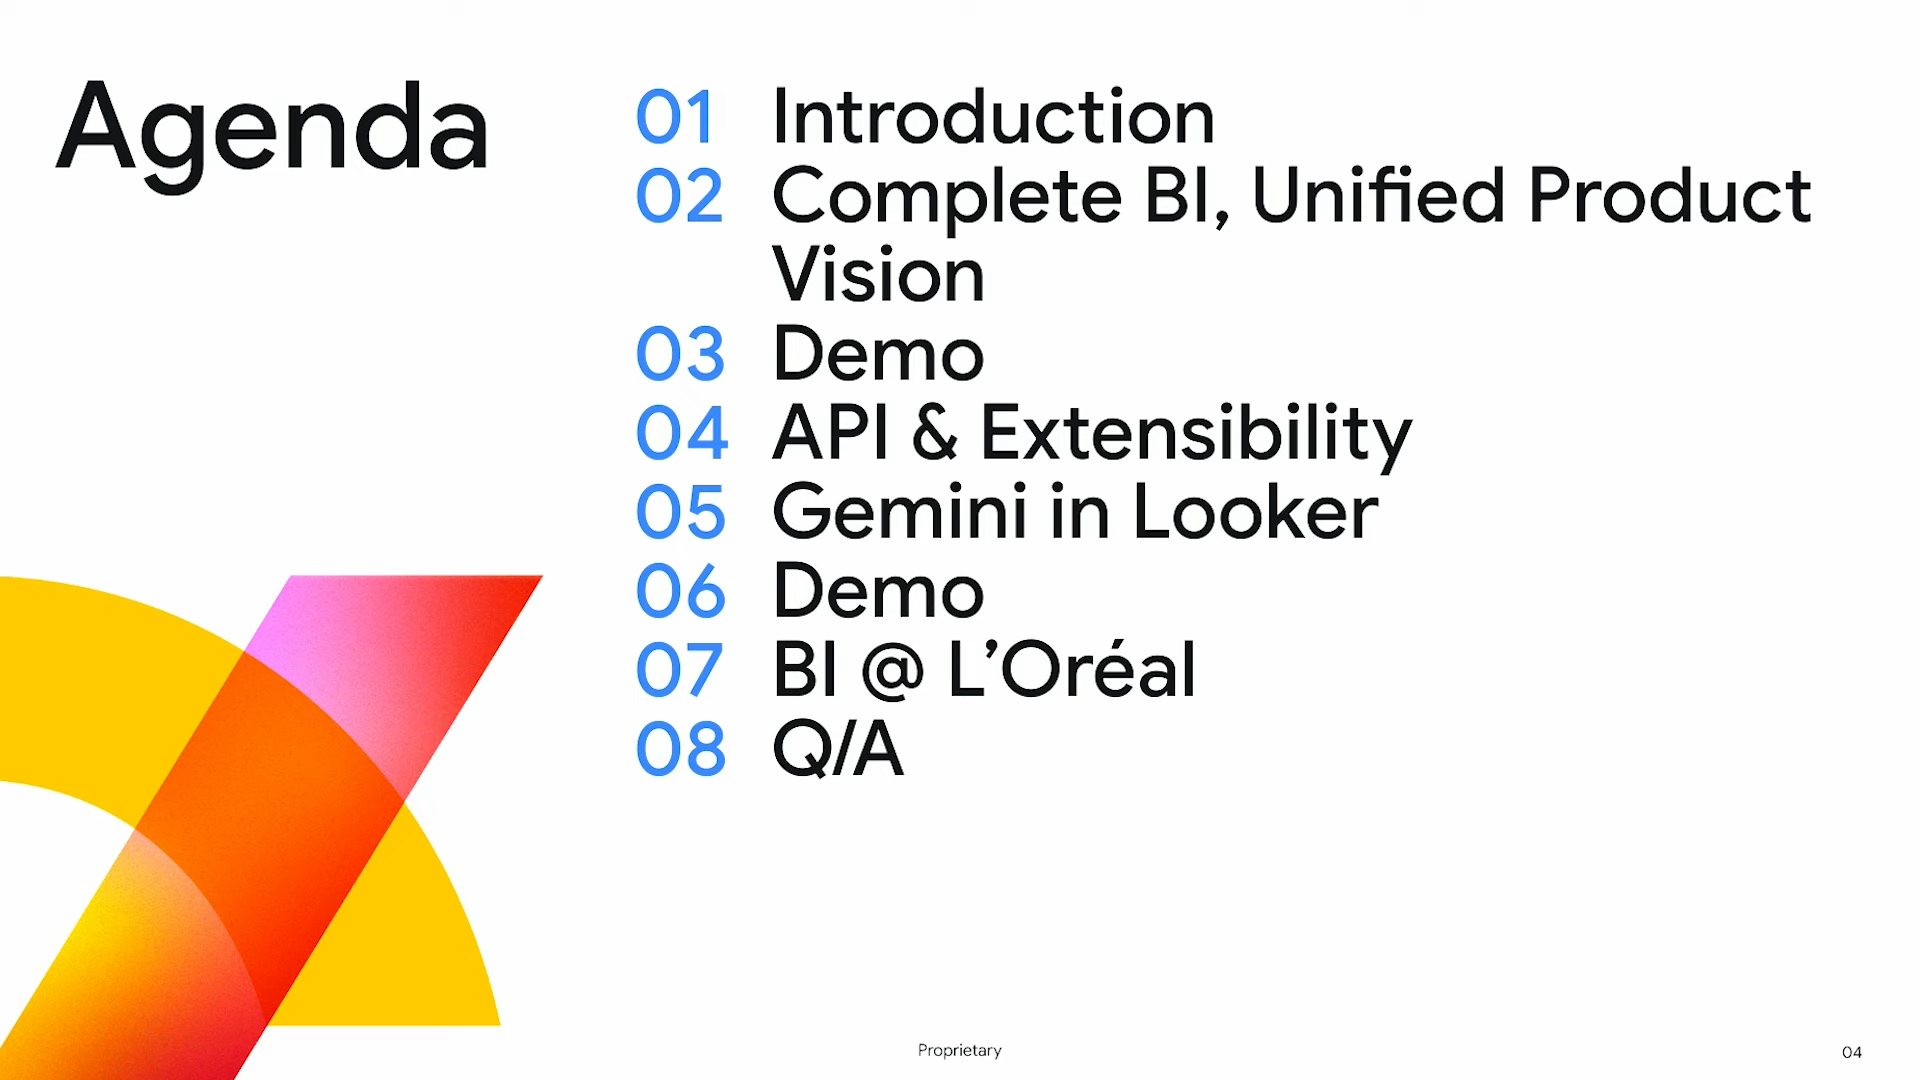 Agenda
01 Introduction
02 Complete BI, Unified Product
Vision
03 Demo
04 API & Extensibility
05 Gemini in Looker
06 Demo
07 BI @ L’Oréal
08 Q/A
Proprietary
04